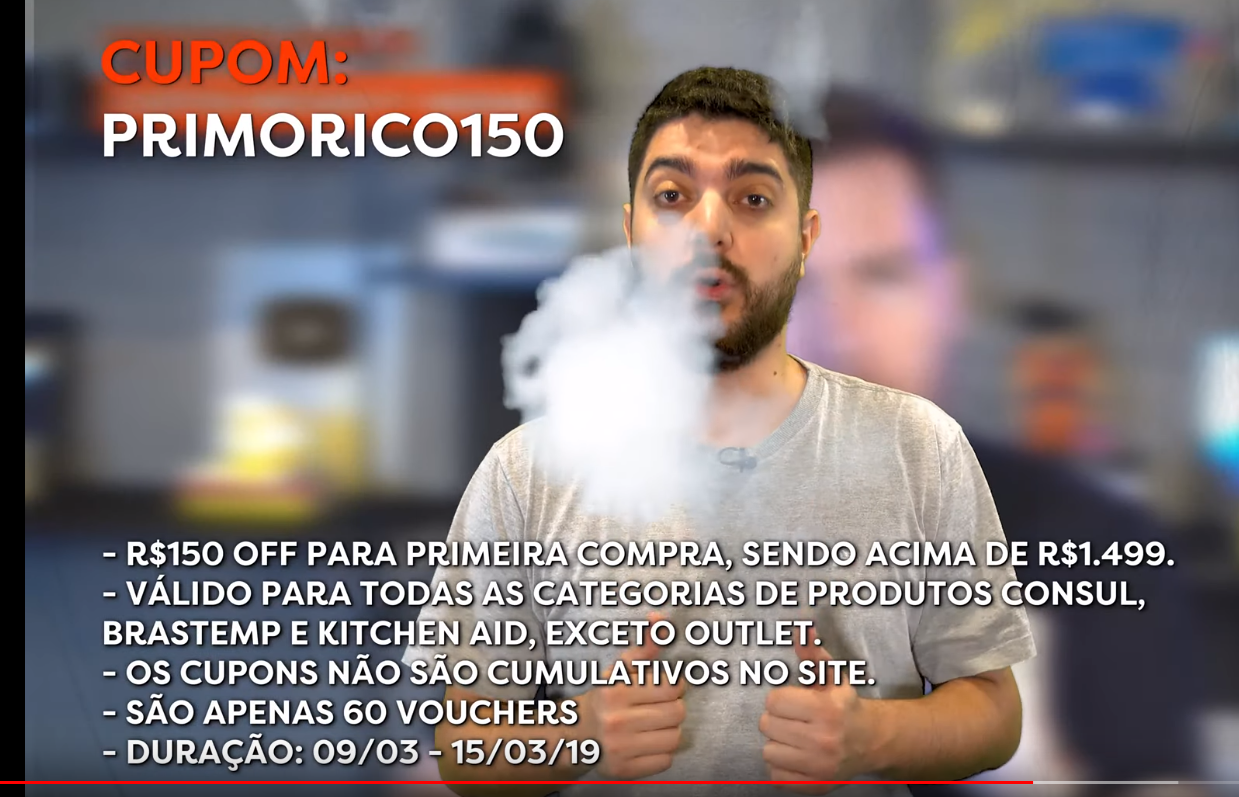 CUPOM:
PRIMORICO150
- R$150 OFF PARA PRIMEIRA COMPRA, SENDO ACIMA DE R$1.499.
- VÁLIDO PARA TODAS AS CATEGORIAS DE PRODUTOS CONSUL,
BRASTEMP E KITCHEN AID, EXCETO OUTLET.
- OS CUPONS NÃO SÃO CUMULATIVOS NO SITE.
- SÃO APENAS 60 VOUCHERS
- DURAÇÃO: 09/03 - 15/03/19